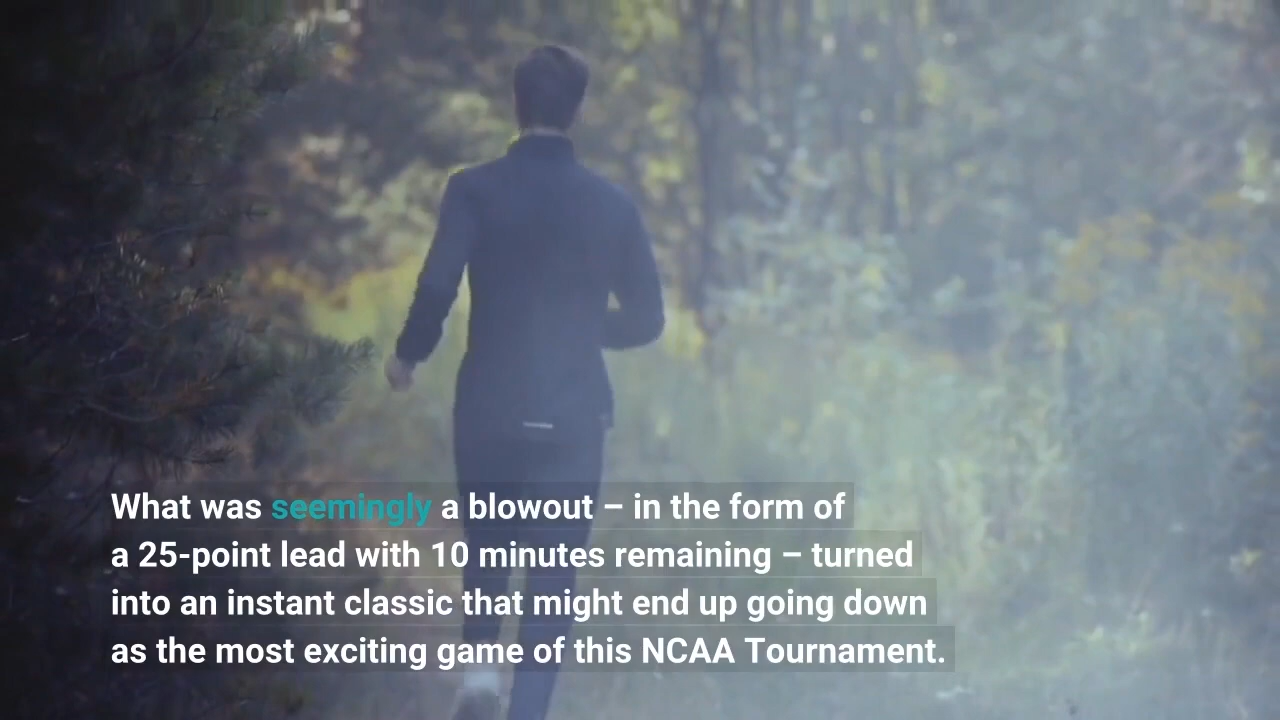 What was seemingly a blowout – in the form of
a 25-point lead with 10 minutes remaining – turned
into an instant classic that might end up going down
as the most exciting game of this NCAA Tournament.